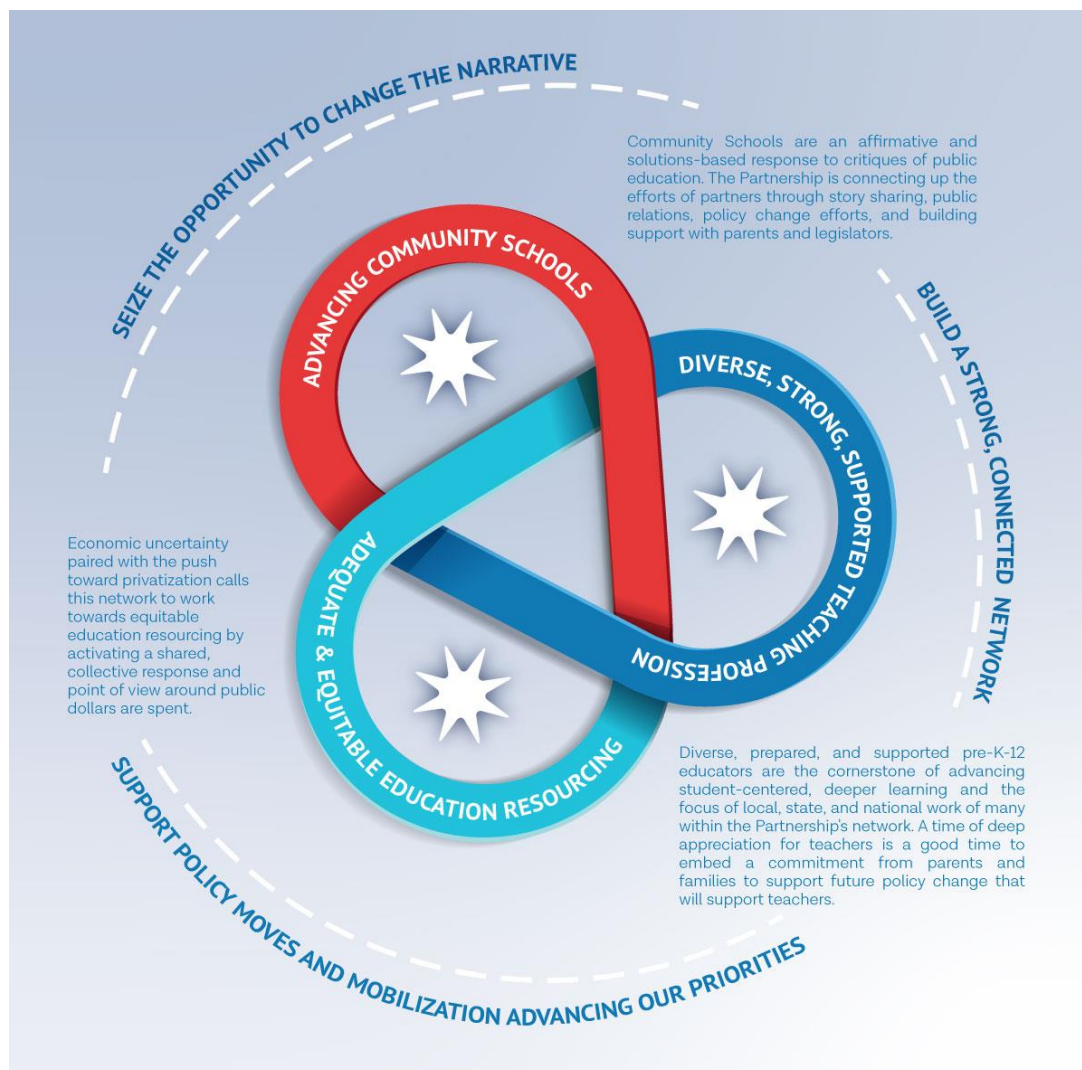 SEIZE THE OPPORTUNITY TO CHANGE THE NARRATIVE
Community Schools are an affirmative and
solutions-based response to critiques of public
education. The Partnership is connecting up the
efforts of partners through story sharing, public
relations, policy change efforts, and building
support with parents and legislators.
ADVANCING COMMUNITY SCHOOLS
BUILD A STRONG, CONNECTED NETWORK
DIVERSE, STRONG, SUPPORTED TEACHING PROFESSION
Economic uncertainty
paired with the push
toward privatization calls
this network to work
towards equitable
education resourcing by
activating a shared,
collective response and
point of view around public
dollars are spent.
ADEQUATE & EQUITABLE EDUCATION RESOURCING
Diverse, prepared, and supported pre-K-12
educators are the cornerstone of advancing
student-centered, deeper learning and the
focus of local, state, and national work of many
within the Partnership's network. A time of deep
appreciation for teachers is a good time to
embed a commitment from parents and
families to support future policy change that
will support teachers.
SUPPORT POLICY MOVES AND MOBILIZATION ADVANCING OUR PRIORITIES